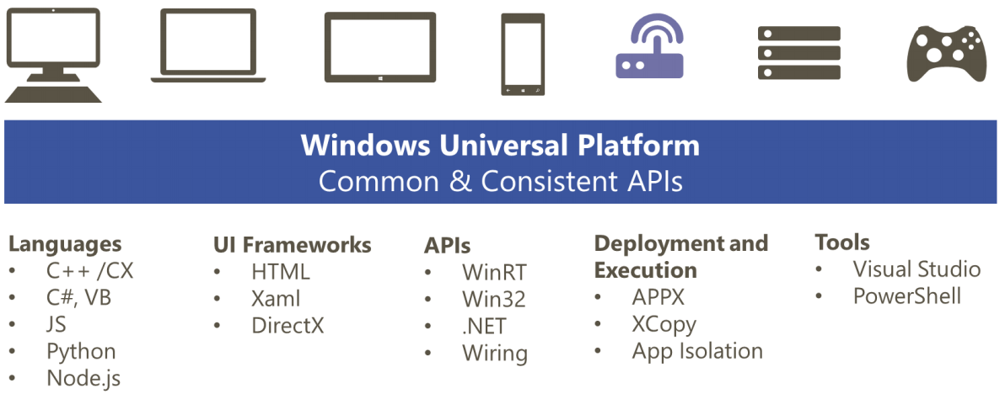 Windows Universal Platform
Common & Consistent APIs
Languages
• C++ /CX
• C#, VB
• JS
• Python
• Node.js
UI Frameworks
• HTML
• Xaml
• DirectX
APIs
• WinRT
• Win32
• .NET
• Wiring
Deployment and
Execution
• APPX
• XCopy
• App Isolation
Tools
• Visual Studio
• PowerShell